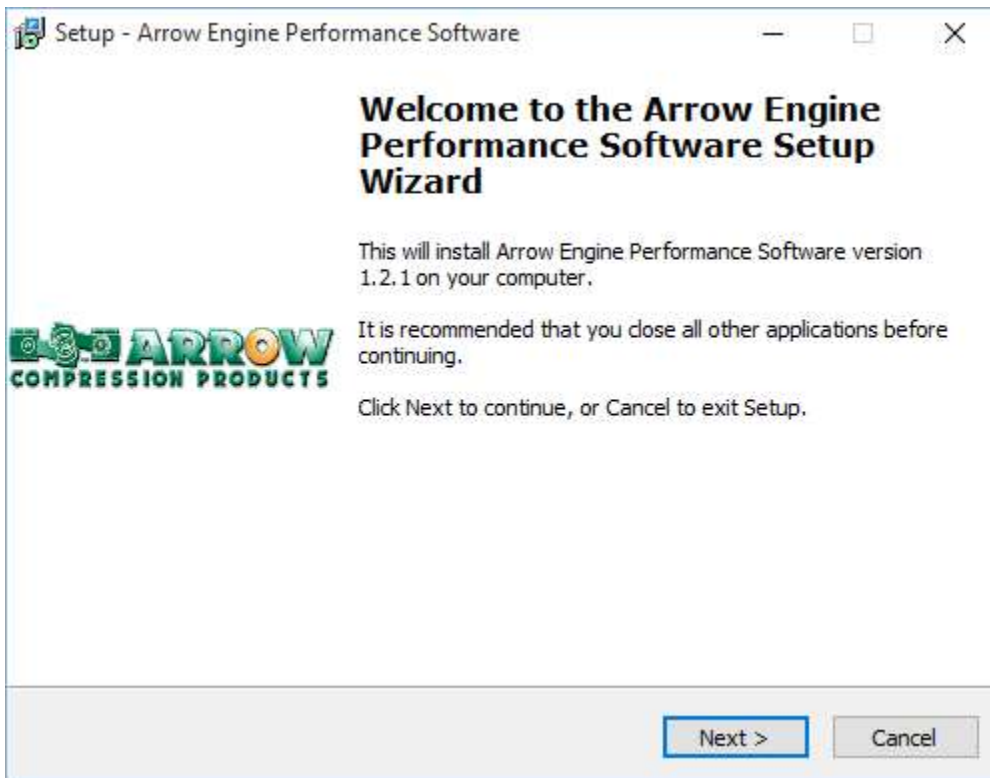 Setup - Arrow Engine Performance Software
Welcome to the Arrow Engine
Performance Software Setup
Wizard
This will install Arrow Engine Performance Software version
1.2.1 on your computer.
It is recommended that you close all other applications before
continuing.
ARROW
COMPRESSION PRODUCTS
Click Next to continue, or Cancel to exit Setup.
Next >
Cancel